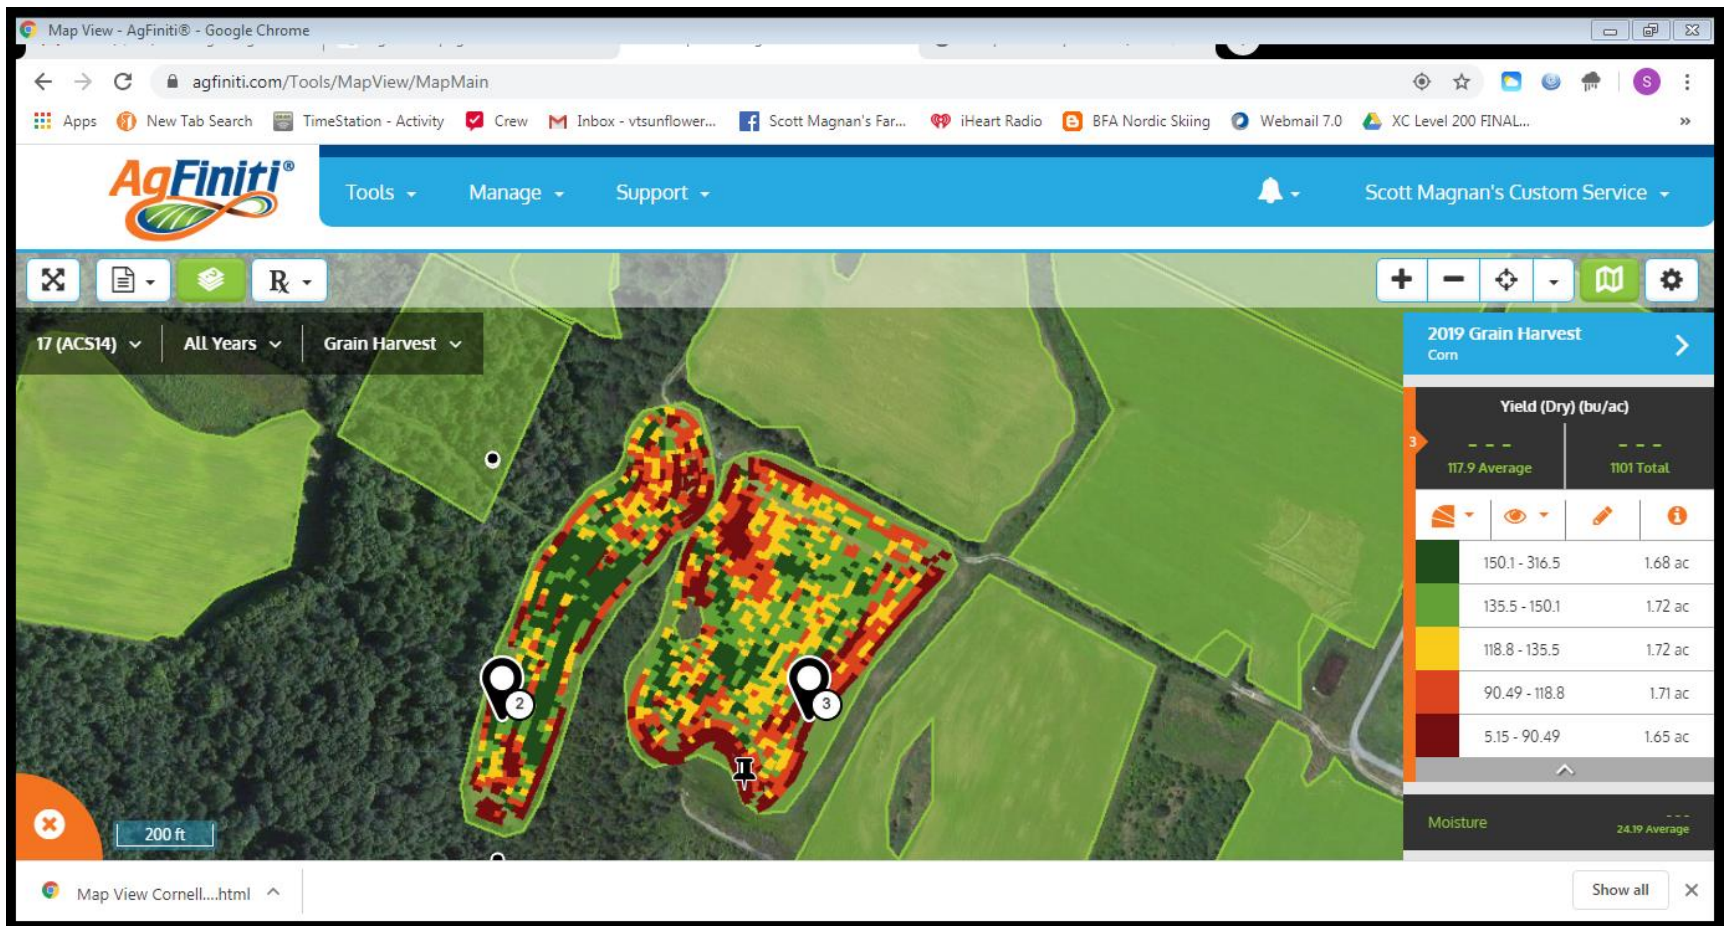 Map View - AgFiniti® - Google Chrome
agfiniti.com/Tools/MapView/MapMain
S
Apps New Tab Search TimeStation - Activity Crew Inbox - vtsunflower... Scott Magnan's Far... iHeart Radio BFA Nordic Skiing Webmail 7.0 XC Level 200 FINAL... »
AgFiniti®
Tools Manage Support Scott Magnan's Custom Service
Rx
17 (ACS14) All Years Grain Harvest
2019 Grain Harvest
Corn
Yield (Dry) (bu/ac)
3
--- ---
117.9 Average 1101 Total
150.1 - 316.5 1.68 ac
135.5 - 150.1 1.72 ac
118.8 - 135.5 1.72 ac
90.49 - 118.8 1.71 ac
5.15 - 90.49 1.65 ac
2
3
Moisture ---
24.19 Average
200 ft
Map View Cornell....html
Show all